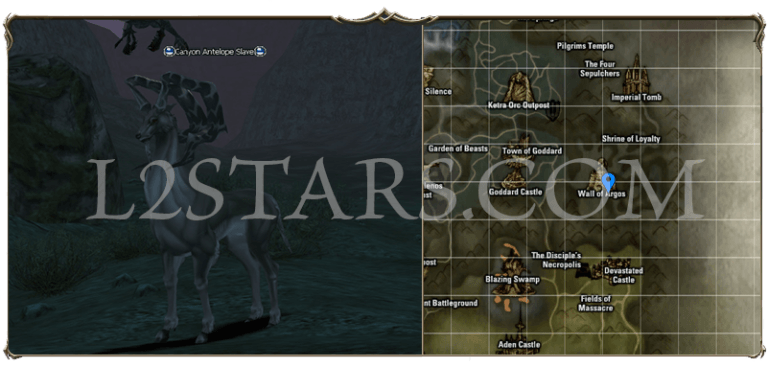 Canyon Antelope Slave
L2STARS.COM
Pilgrims Temple
The Four
Sepulchers
Silence
Ketra Orc Outpost
Imperial Tomb
Shrine of Loyalty
Garden of Beasts
Town of Goddard
Goddard Castle
Wall of Argos
The Disciple's
Necropolis
Blazing Swamp
Devastated
Castle
nt Battleground
Fields of
Massacre
Aden Castle